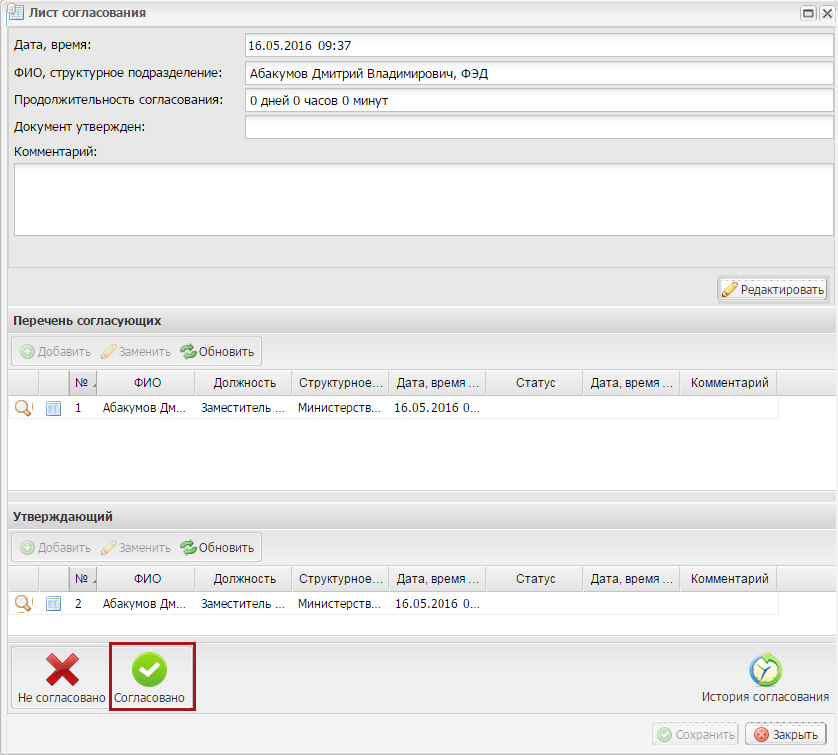 Лист согласования
Дата, время: 16.05.2016 09:37
ФИО, структурное подразделение: Абакумов Дмитрий Владимирович, ФЭД
Продолжительность согласования: 0 дней 0 часов 0 минут
Документ утвержден:
Комментарий:
Редактировать
Перечень согласующих
Добавить Заменить Обновить
№ ФИО Должность Структурное... Дата, время ... Статус Дата, время ... Комментарий
1 Абакумов Дм... Заместитель ... Министерств... 16.05.2016 0...
Утверждающий
Добавить Заменить Обновить
№ ФИО Должность Структурное... Дата, время ... Статус Дата, время ... Комментарий
2 Абакумов Дм... Заместитель ... Министерств... 16.05.2016 0...
Не согласовано Согласовано История согласования
Сохранить Закрыть